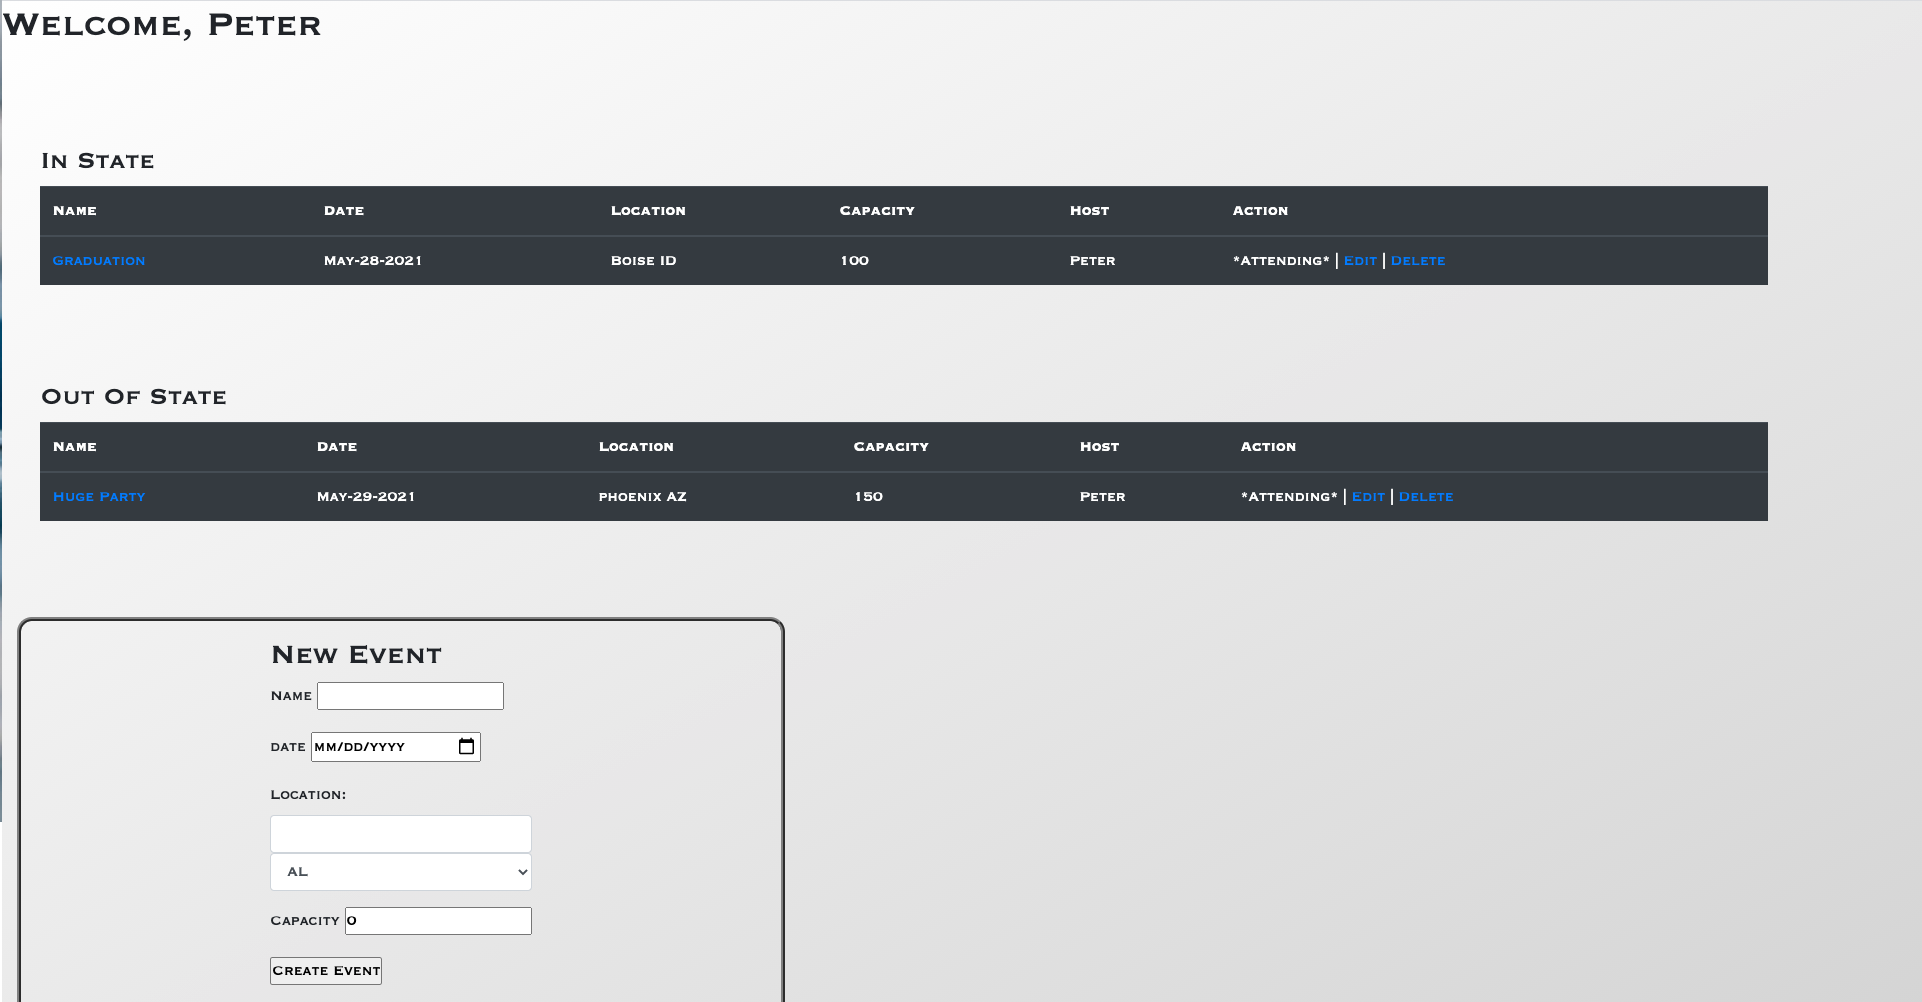 Welcome, Peter
In State
Name Date Location Capacity Host Action
Graduation May-28-2021 Boise ID 100 Peter *Attending* | Edit | Delete
Out Of State
Name Date Location Capacity Host Action
Huge Party May-29-2021 phoenix AZ 150 Peter *Attending* | Edit | Delete
New Event
Name
date mm/dd/yyyy
Location:
AL
Capacity 0
Create Event